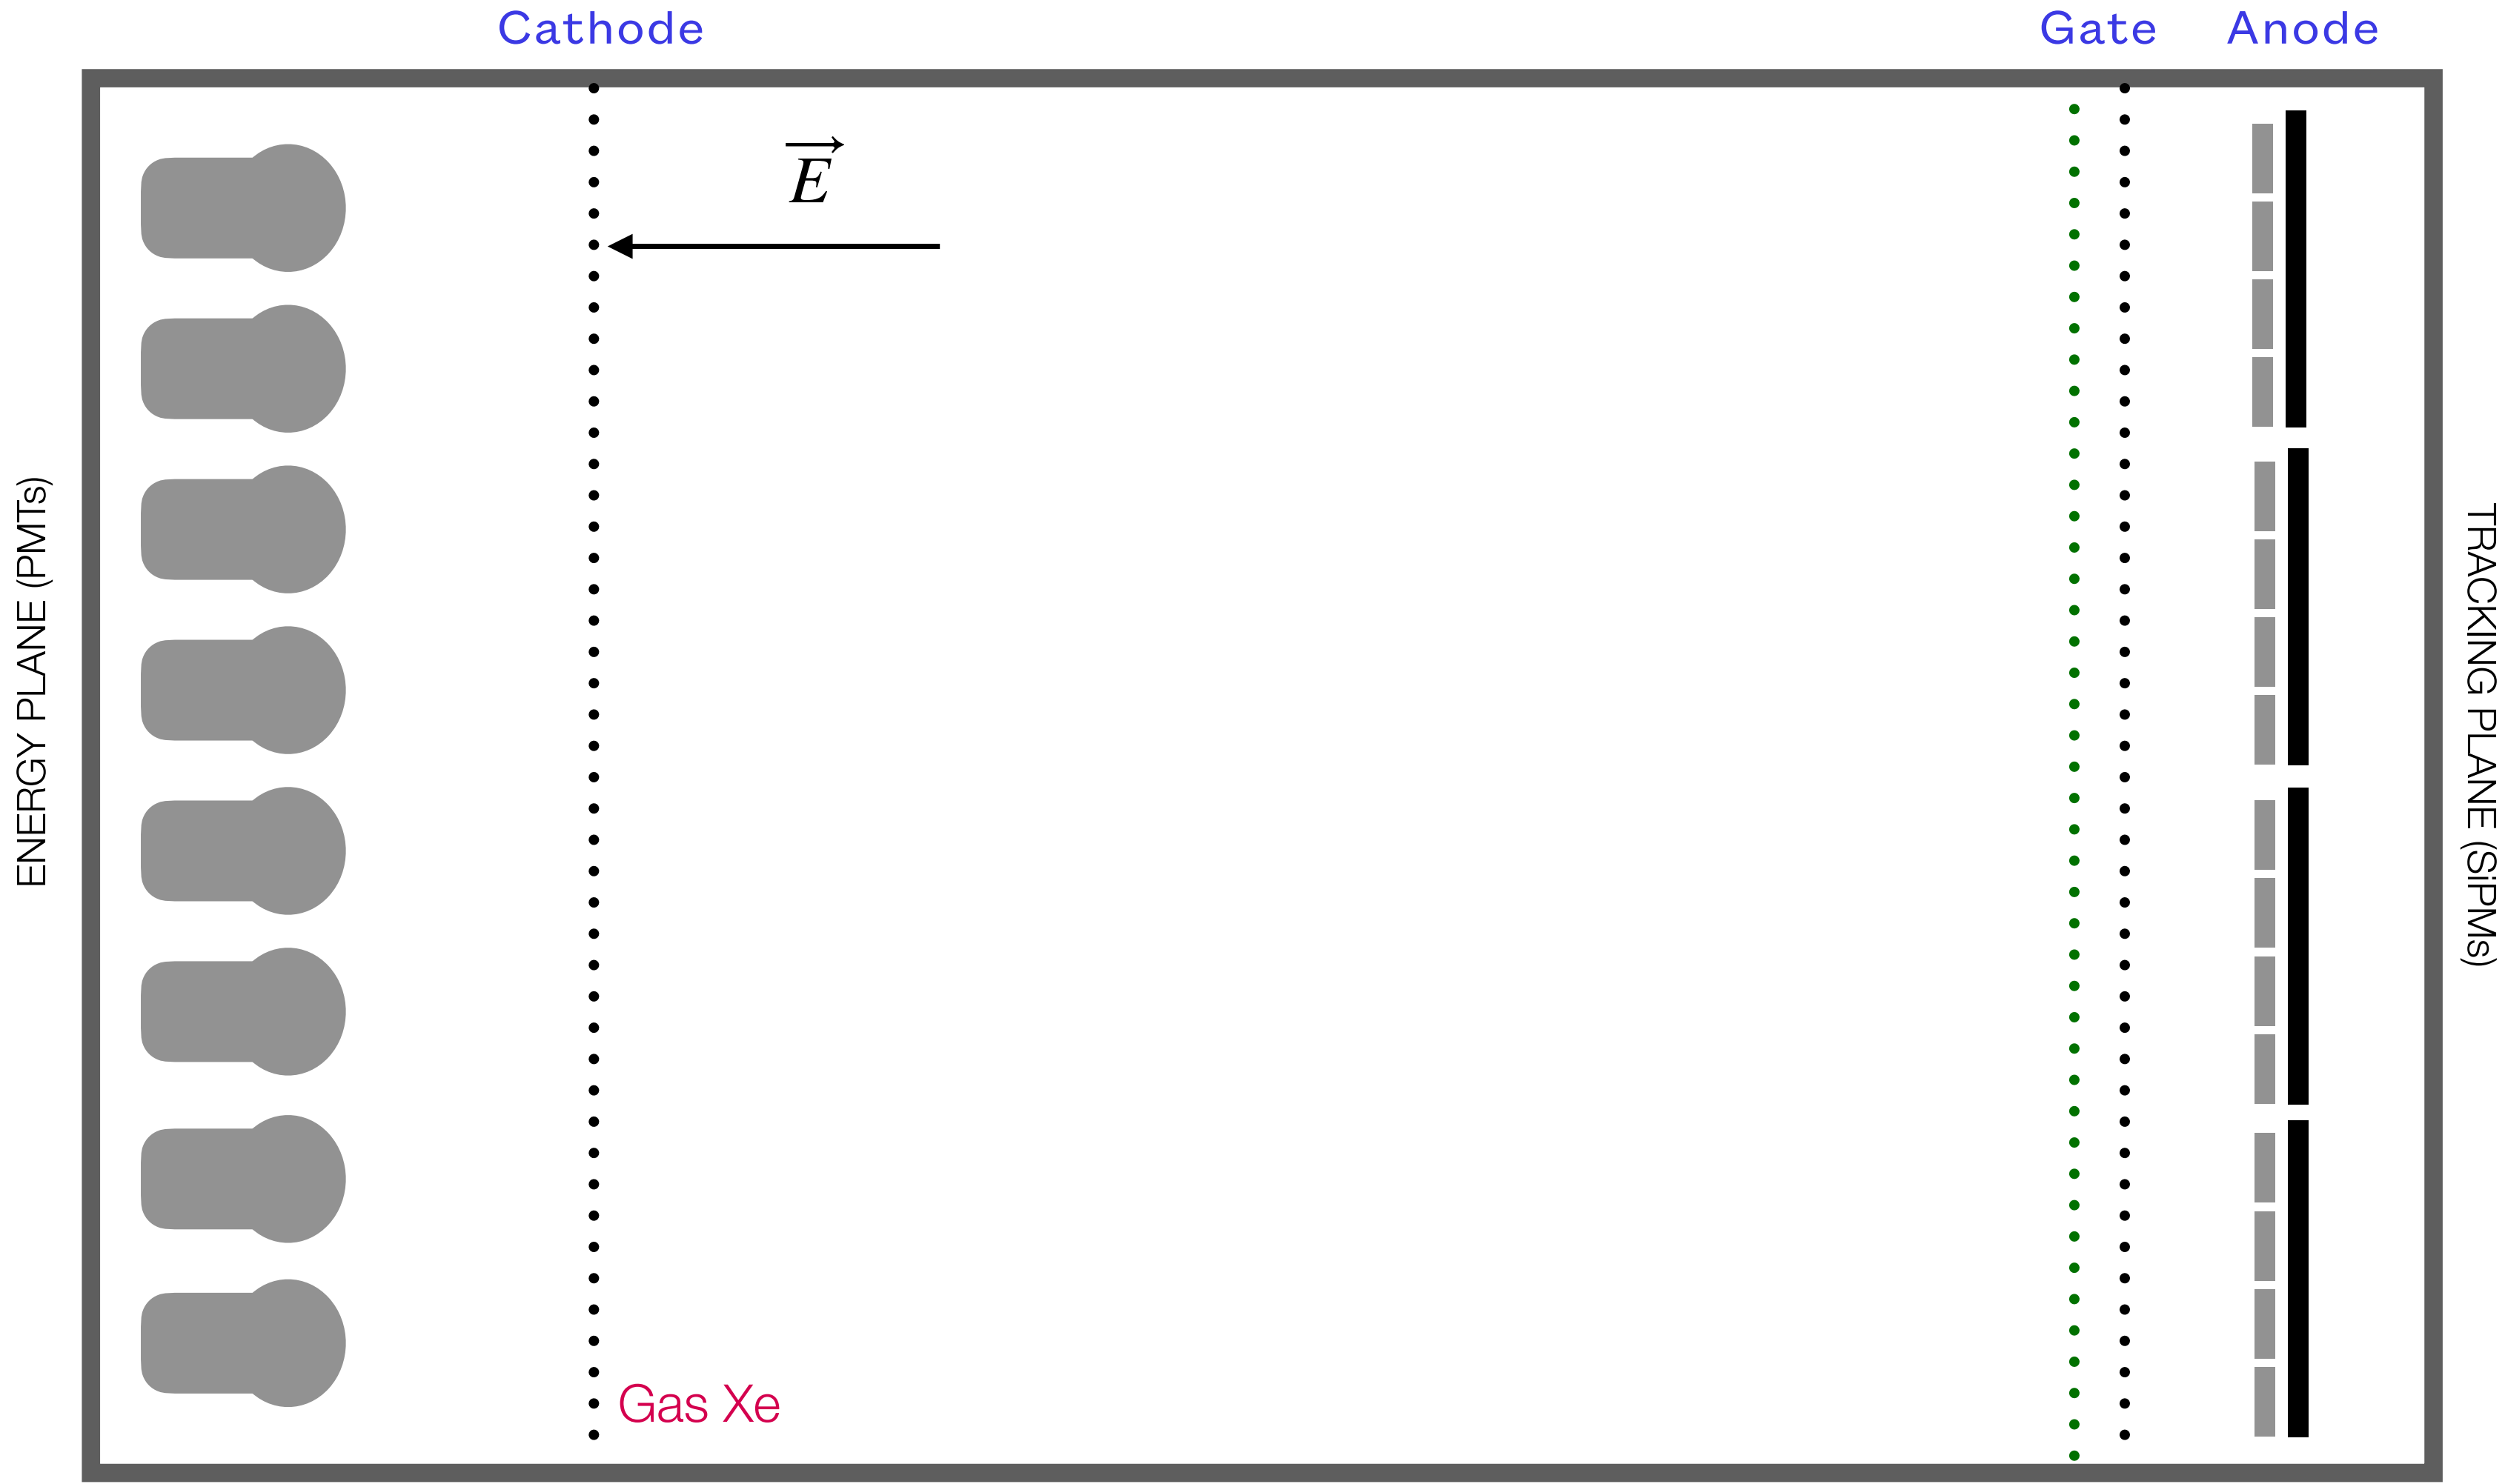 Cathode
Gate
Anode
E
ENERGY PLANE (PMTs)
TRACKING PLANE (SiPMs)
Gas Xe